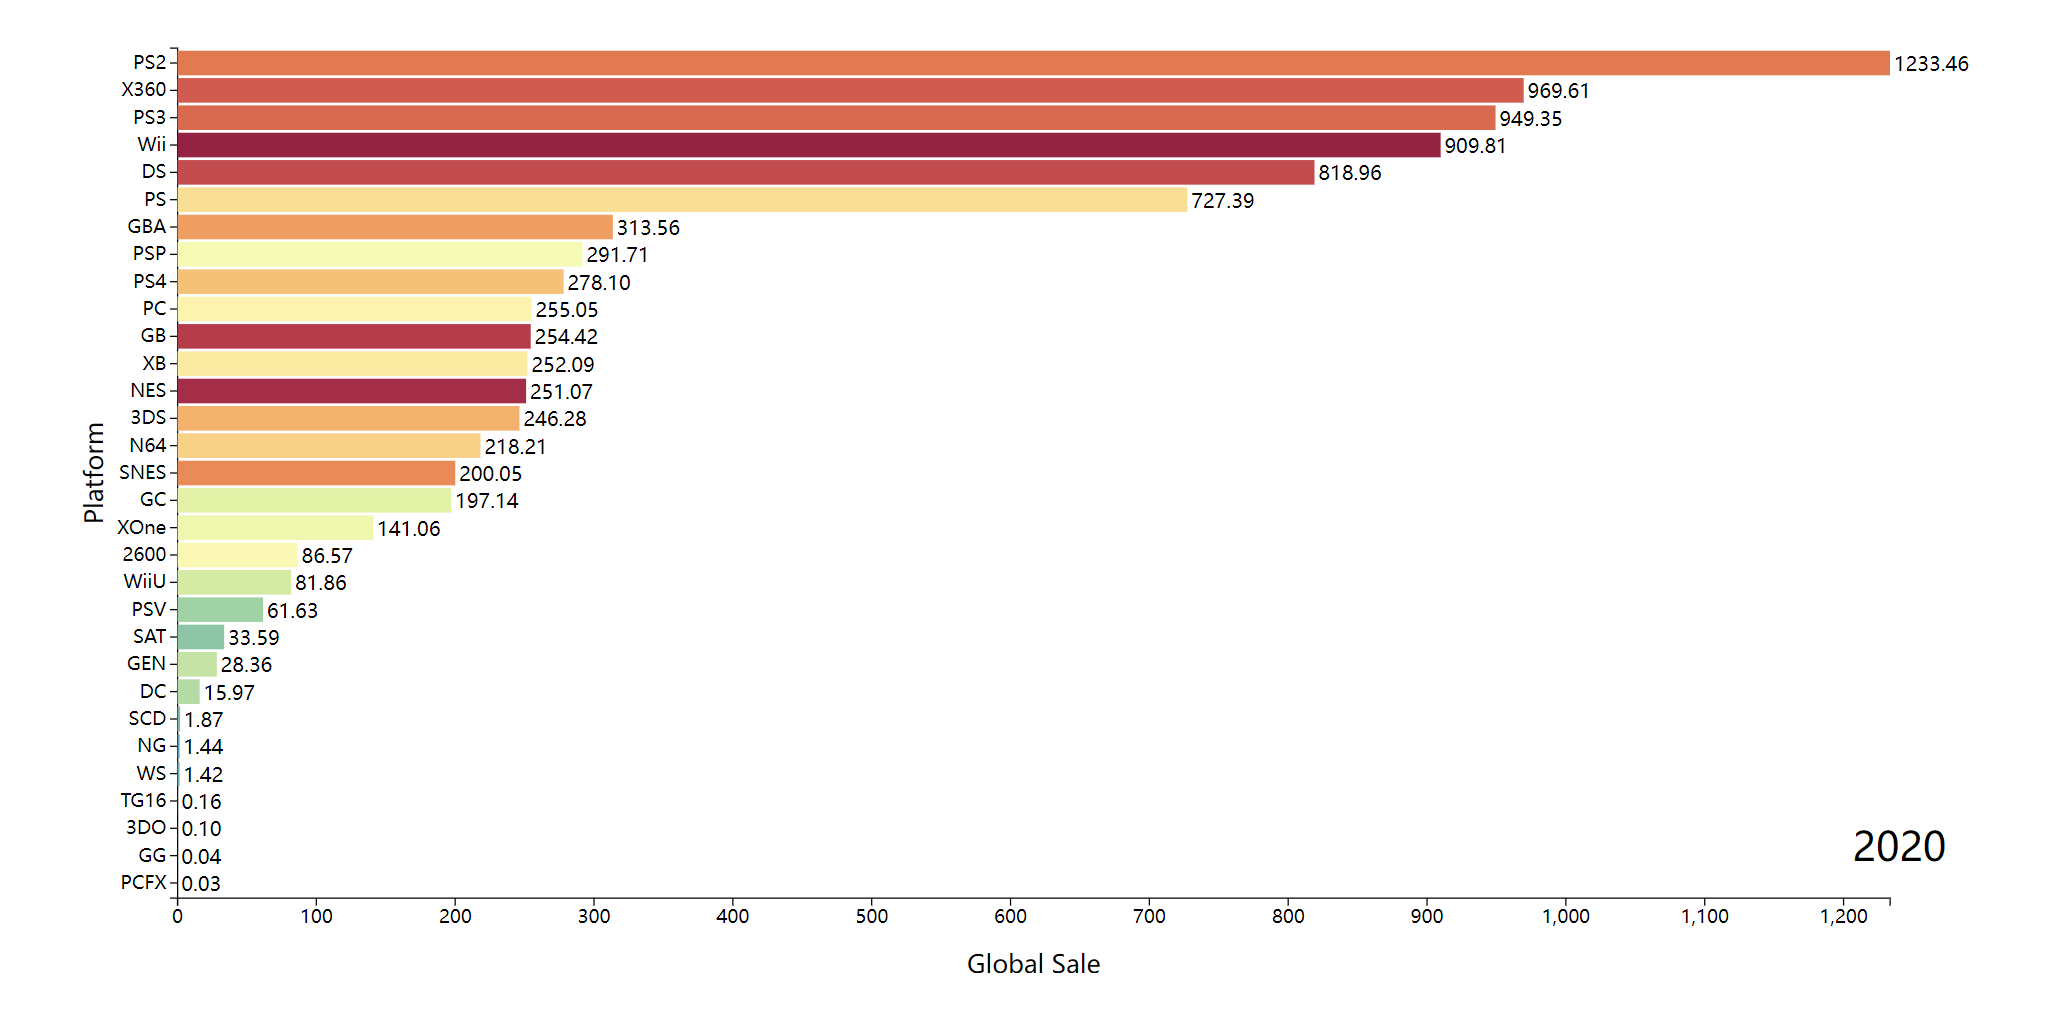 PS2 1233.46
X360 969.61
PS3 949.35
Wii 909.81
DS 818.96
PS 727.39
GBA 313.56
PSP 291.71
PS4 278.10
PC 255.05
GB 254.42
XB 252.09
NES 251.07
3DS 246.28
N64 218.21
SNES 200.05
GC 197.14
XOne 141.06
2600 86.57
WiiU 81.86
PSV 61.63
SAT 33.59
GEN 28.36
DC 15.97
SCD 1.87
NG 1.44
WS 1.42
TG16 0.16
3DO 0.10
GG 0.04
PCFX 0.03
Platform
2020
0 100 200 300 400 500 600 700 800 900 1,000 1,100 1,200
Global Sale